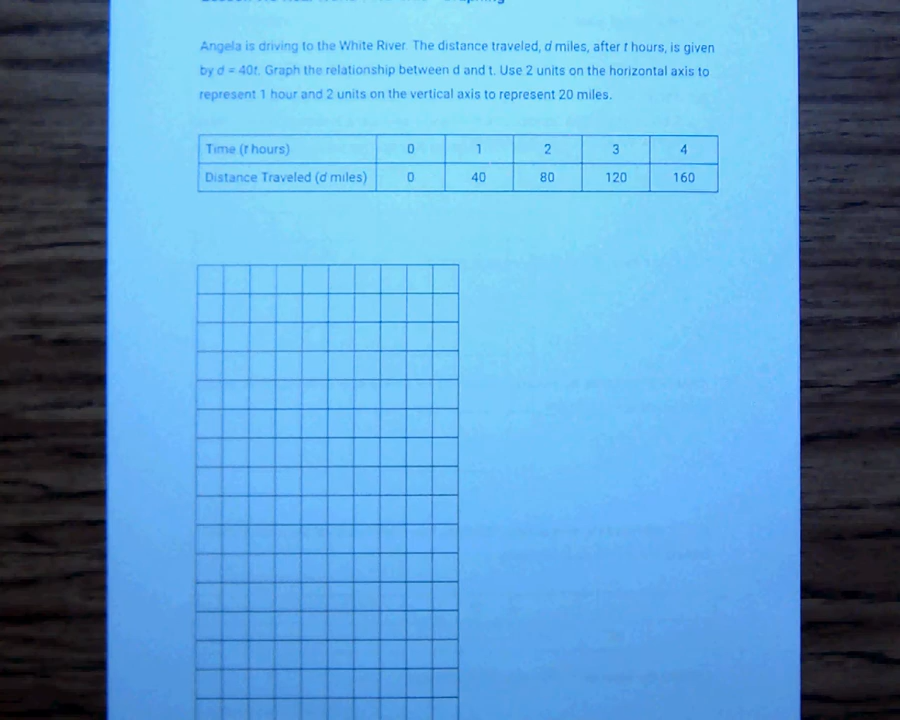 Angela is driving to the White River. The distance traveled, d miles, after t hours, is given
by d = 40t. Graph the relationship between d and t. Use 2 units on the horizontal axis to
represent 1 hour and 2 units on the vertical axis to represent 20 miles.
Time (t hours) 0 1 2 3 4
Distance Traveled (d miles) 0 40 80 120 160